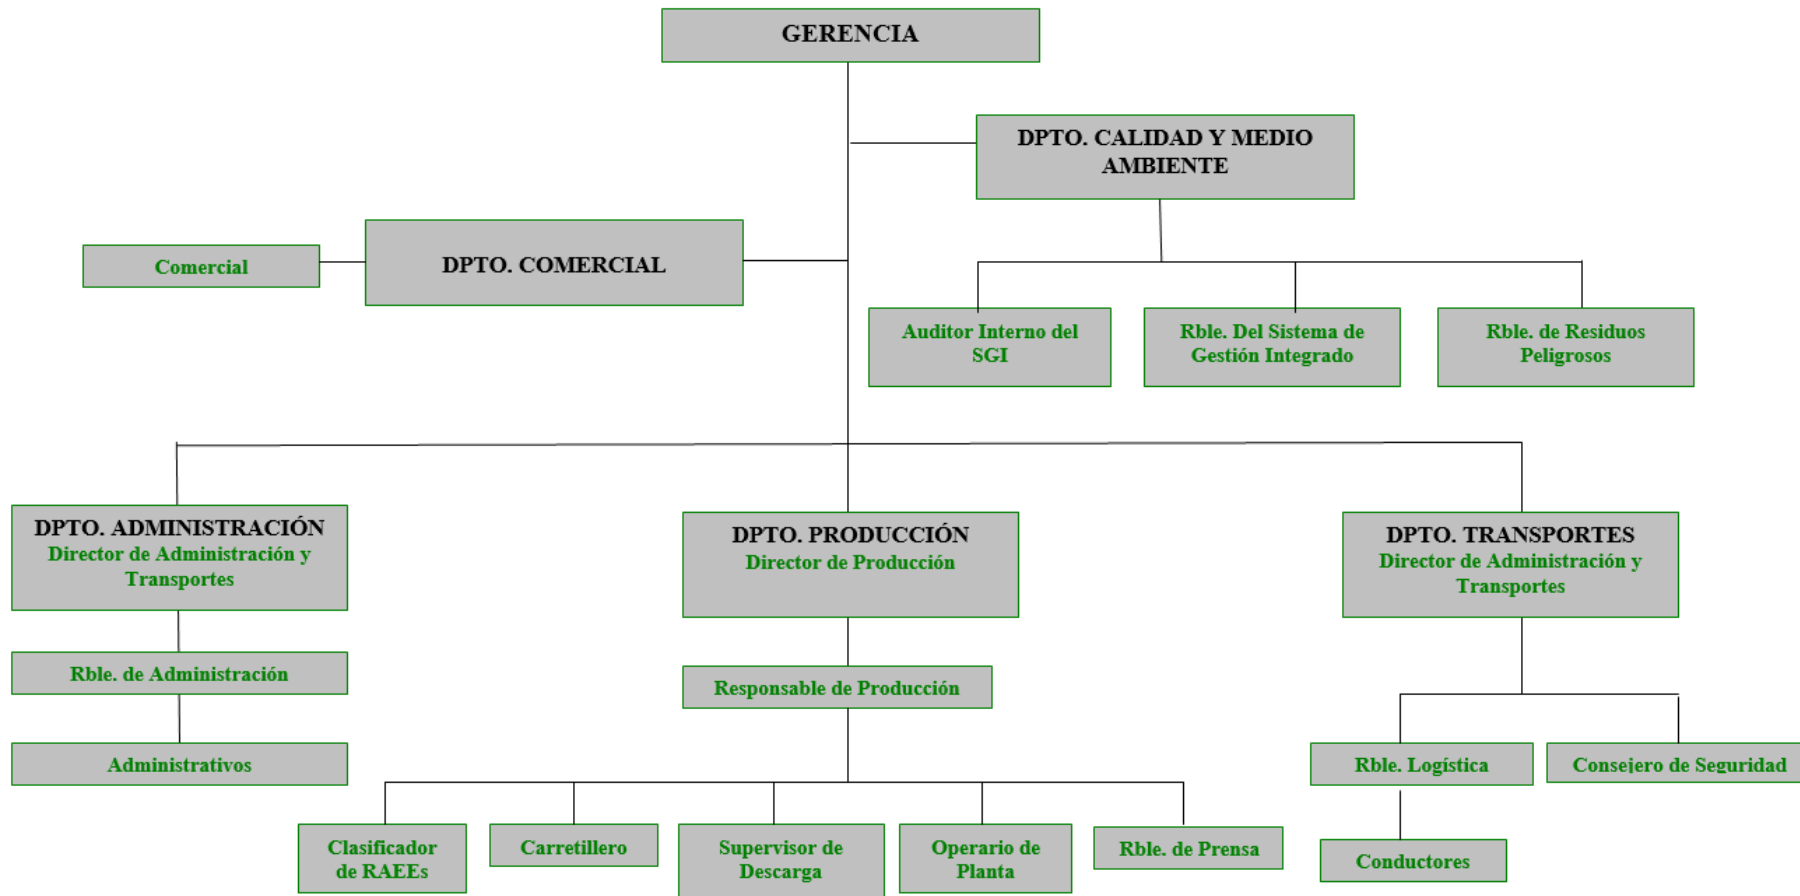 GERENCIA
DPTO. CALIDAD Y MEDIO
AMBIENTE
Comercial
DPTO. COMERCIAL
Auditor Interno del
SGI
Rble. Del Sistema de
Gestión Integrado
Rble. de Residuos
Peligrosos
DPTO. ADMINISTRACIÓN
Director de Administración y
Transportes
DPTO. PRODUCCIÓN
Director de Producción
DPTO. TRANSPORTES
Director de Administración y
Transportes
Rble. de Administración
Responsable de Producción
Administrativos
Rble. Logística
Consejero de Seguridad
Clasificador
de RAEEs
Carretillero
Supervisor de
Descarga
Operario de
Planta
Rble. de Prensa
Conductores